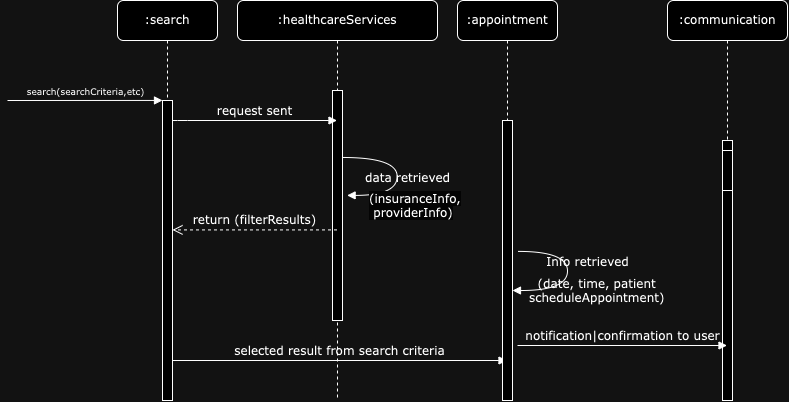 :search
:healthcareServices
:appointment
:communication
search(searchCriteria,etc)
request sent
data retrieved
(insuranceInfo,
providerInfo)
return (filterResults)
Info retrieved
(date, time, patient
scheduleAppointment)
notification|confirmation to user
selected result from search criteria